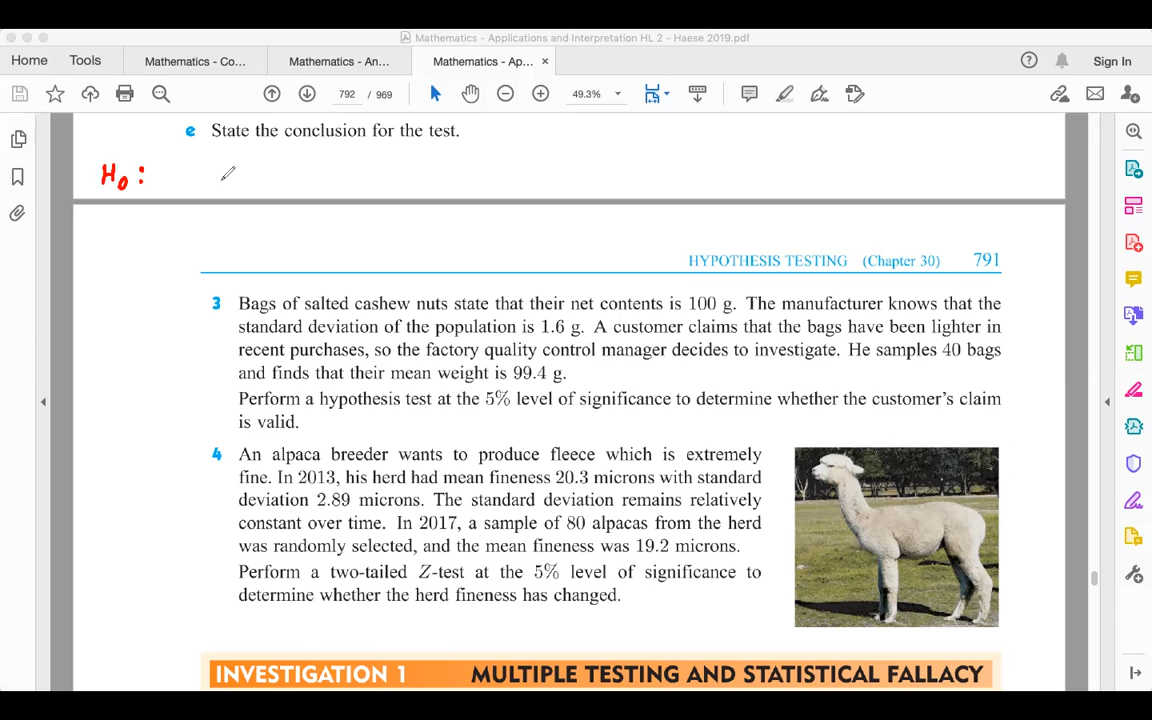 Mathematics - Applications and Interpretation HL 2 - Haese 2019.pdf
Home Tools Mathematics - Co... Mathematics - An... Mathematics - Ap... × Sign In
792 / 969 49.3%
e State the conclusion for the test.
H0 :
HYPOTHESIS TESTING (Chapter 30) 791
3 Bags of salted cashew nuts state that their net contents is 100 g. The manufacturer knows that the
standard deviation of the population is 1.6 g. A customer claims that the bags have been lighter in
recent purchases, so the factory quality control manager decides to investigate. He samples 40 bags
and finds that their mean weight is 99.4 g.
Perform a hypothesis test at the 5% level of significance to determine whether the customer's claim
is valid.
4 An alpaca breeder wants to produce fleece which is extremely
fine. In 2013, his herd had mean fineness 20.3 microns with standard
deviation 2.89 microns. The standard deviation remains relatively
constant over time. In 2017, a sample of 80 alpacas from the herd
was randomly selected, and the mean fineness was 19.2 microns.
Perform a two-tailed Z-test at the 5% level of significance to
determine whether the herd fineness has changed.
INVESTIGATION 1 MULTIPLE TESTING AND STATISTICAL FALLACY